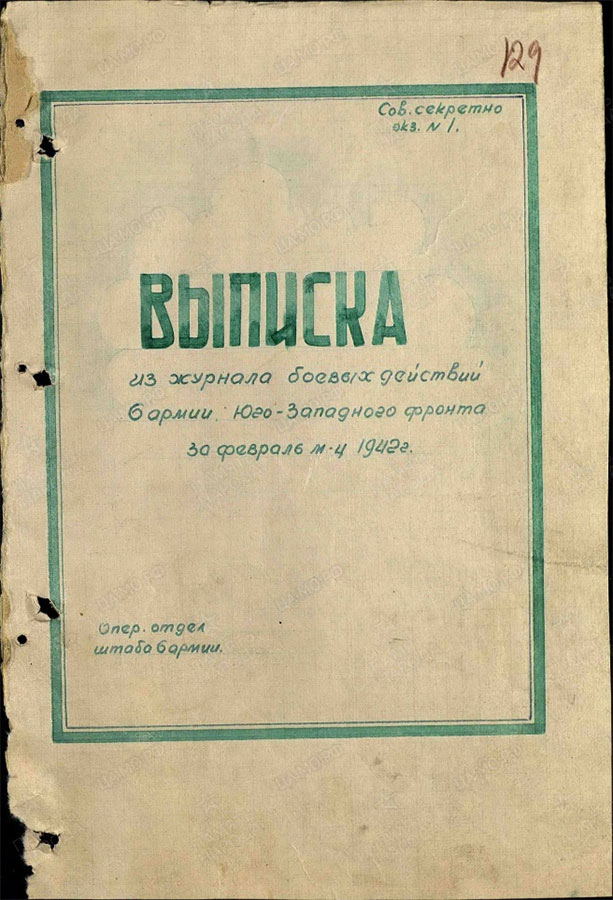 129
Сов. секретно
экз. N 1.
ВЫПИСКА
из журнала боевых действий
6 армии. Юго-Западного фронта
за февраль м-ц 1942г.
Опер. отдел
штаба 6 армии.